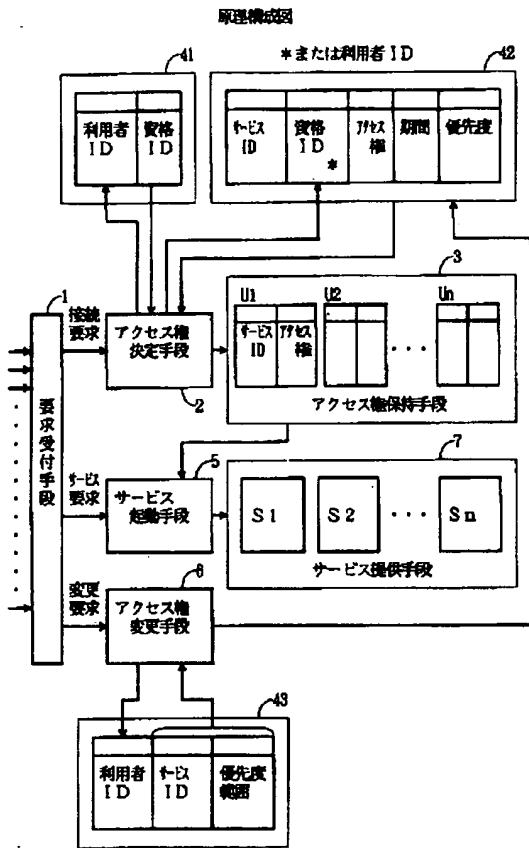 原理構成図
41
*または利用者ID
42
利用者
ID
資格
ID
サービス
ID
資格
ID
*
アクセス
権
期間
優先度
1
接続
要求
アクセス権
決定手段
2
3
U1
U2
Un
サービス
ID
アクセス
権
・・・
アクセス権保持手段
要求受付手段
サービス
要求
5
サービス
起動手段
7
S1
S2
・・・
Sn
サービス提供手段
変更
要求
6
アクセス権
変更手段
43
利用者
ID
サービス
ID
優先度
範囲